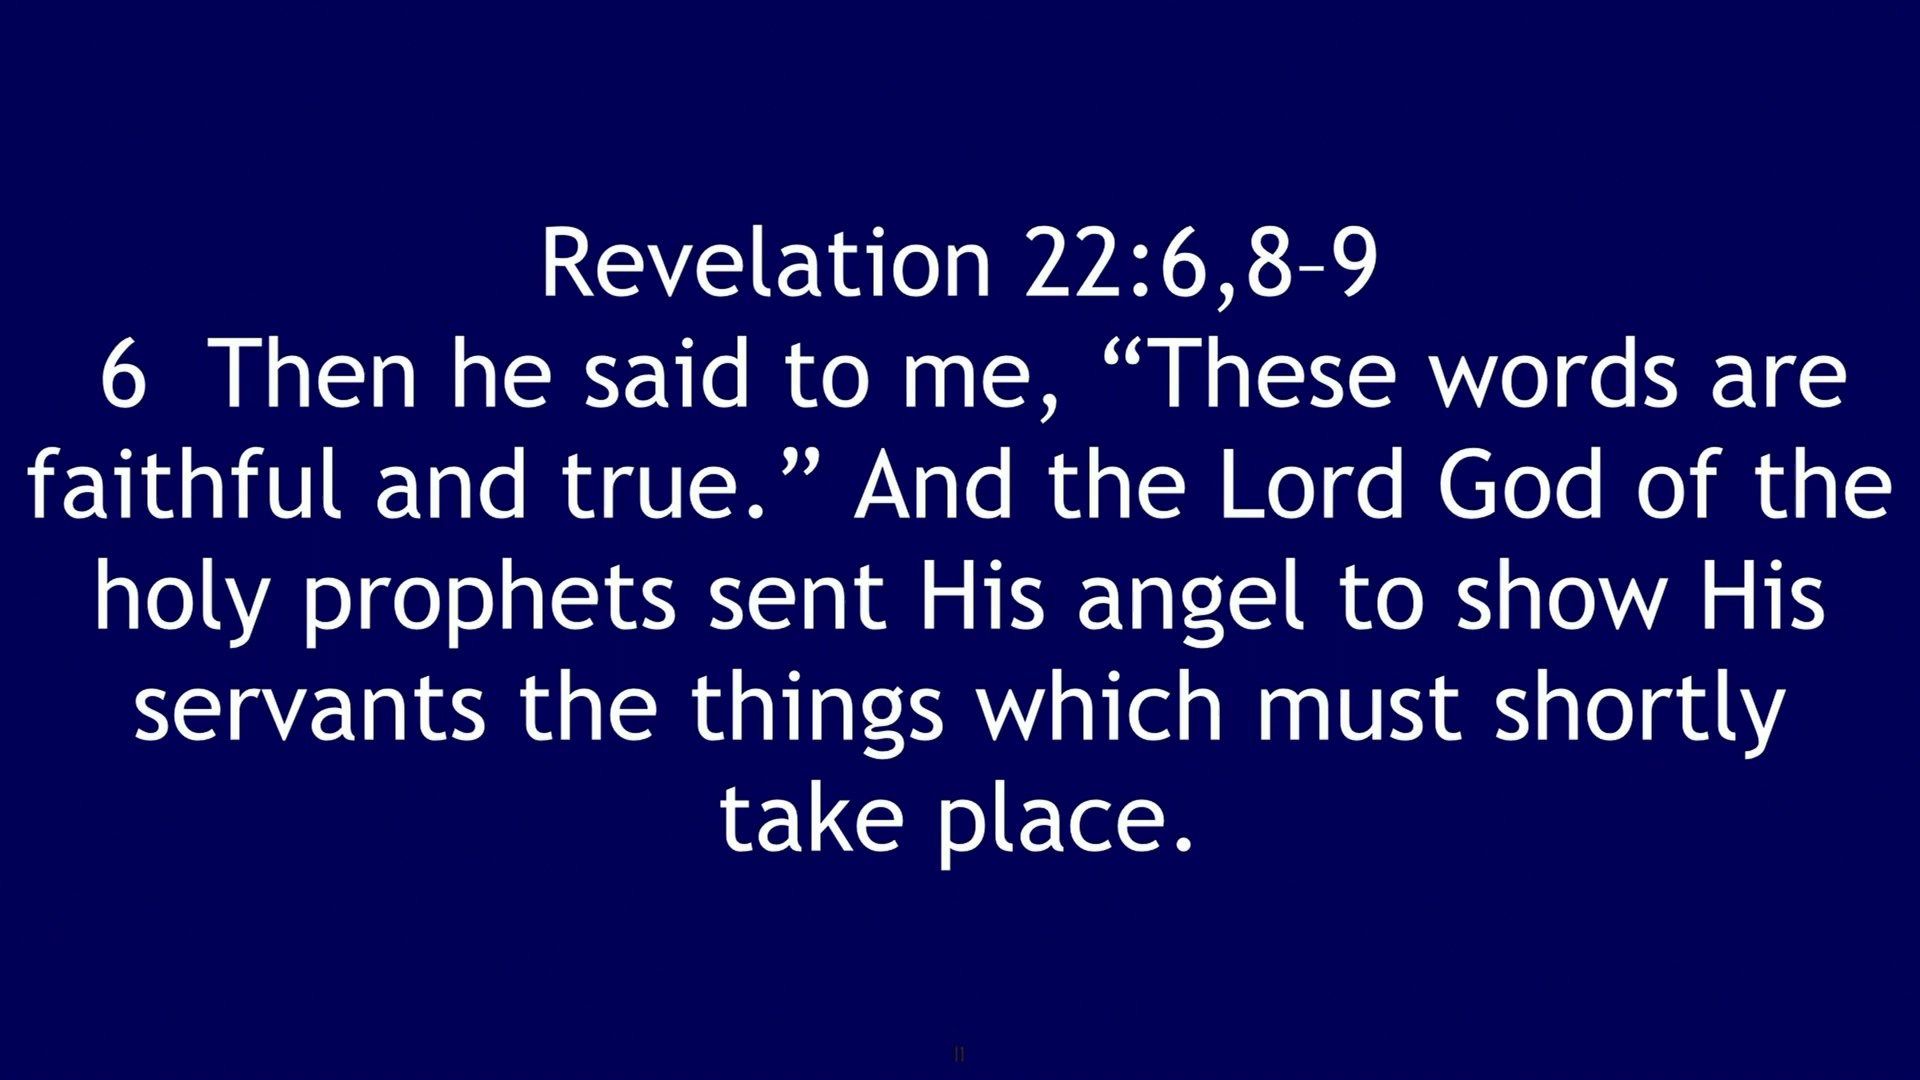 Revelation 22:6,8–9
6  Then he said to me, “These words are
faithful and true.” And the Lord God of the
holy prophets sent His angel to show His
servants the things which must shortly
take place.
11